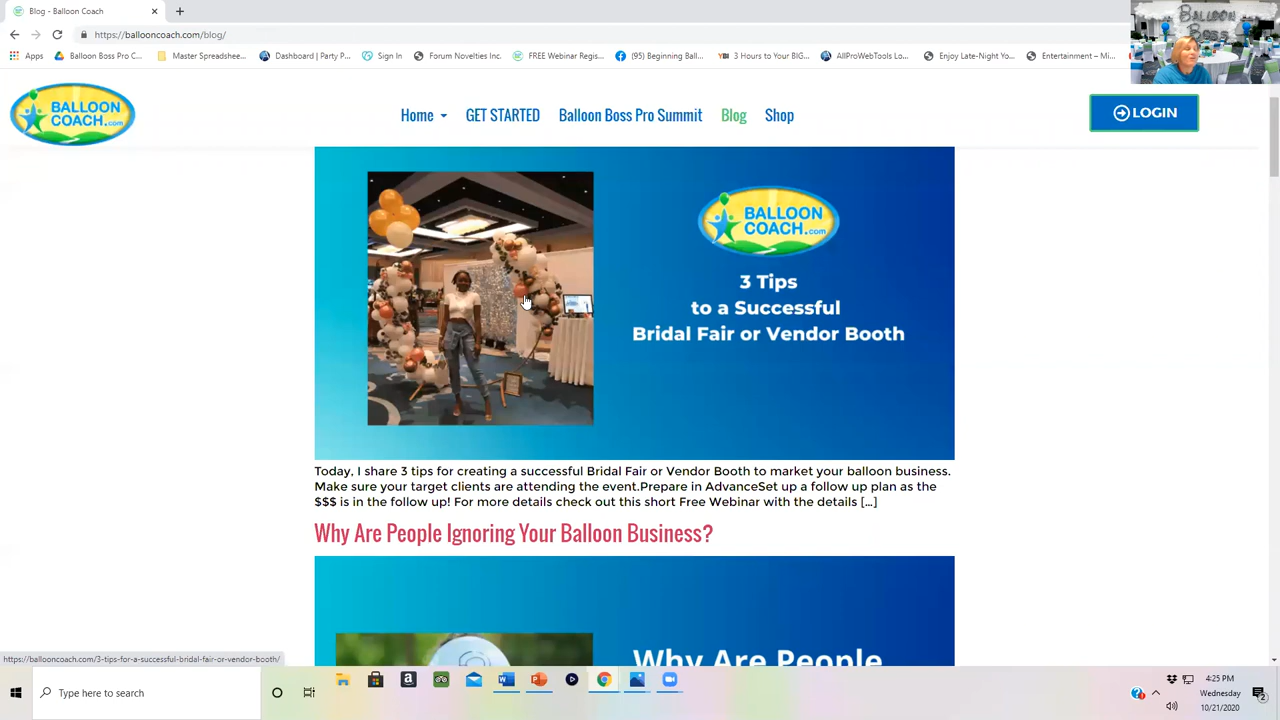 Blog - Balloon Coach
https://ballooncoach.com/blog/
Apps
Balloon Boss Pro C...
Master Spreadshee...
Dashboard | Party P...
Sign In
Forum Novelties Inc.
FREE Webinar Regis...
(95) Beginning Ball...
3 Hours to Your BIG...
AllProWebTools Lo...
Enjoy Late-Night Yo...
Entertainment – Mi...
BALLOON BOSS
BALLOON
COACH.com
Home
GET STARTED
Balloon Boss Pro Summit
Blog
Shop
LOGIN
BALLOON
COACH.com
3 Tips
to a Successful
Bridal Fair or Vendor Booth
Today, I share 3 tips for creating a successful Bridal Fair or Vendor Booth to market your balloon business.
Make sure your target clients are attending the event.Prepare in AdvanceSet up a follow up plan as the
$$$ is in the follow up! For more details check out this short Free Webinar with the details [...]
Why Are People Ignoring Your Balloon Business?
Why Are People
https://ballooncoach.com/3-tips-for-a-successful-bridal-fair-or-vendor-booth/
Type here to search
4:25 PM
Wednesday
10/21/2020
2